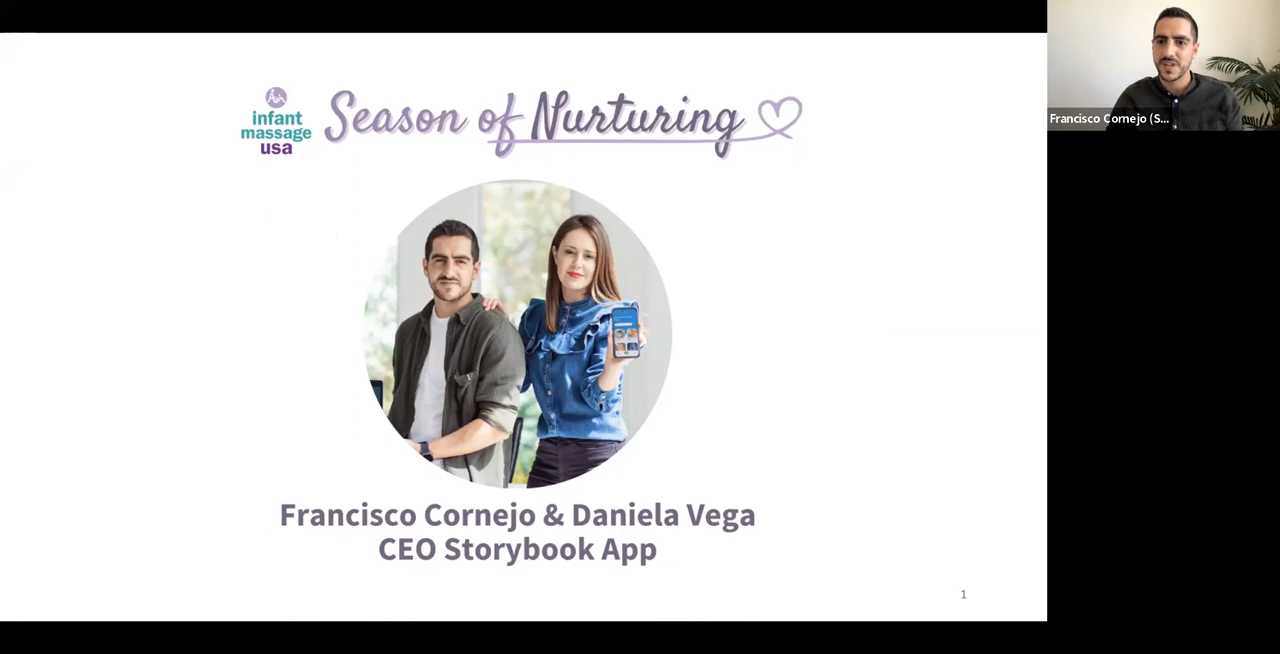 infant
massage
usa
Season of Nurturing
Francisco Cornejo & Daniela Vega
CEO Storybook App
1
Francisco Cornejo (S...